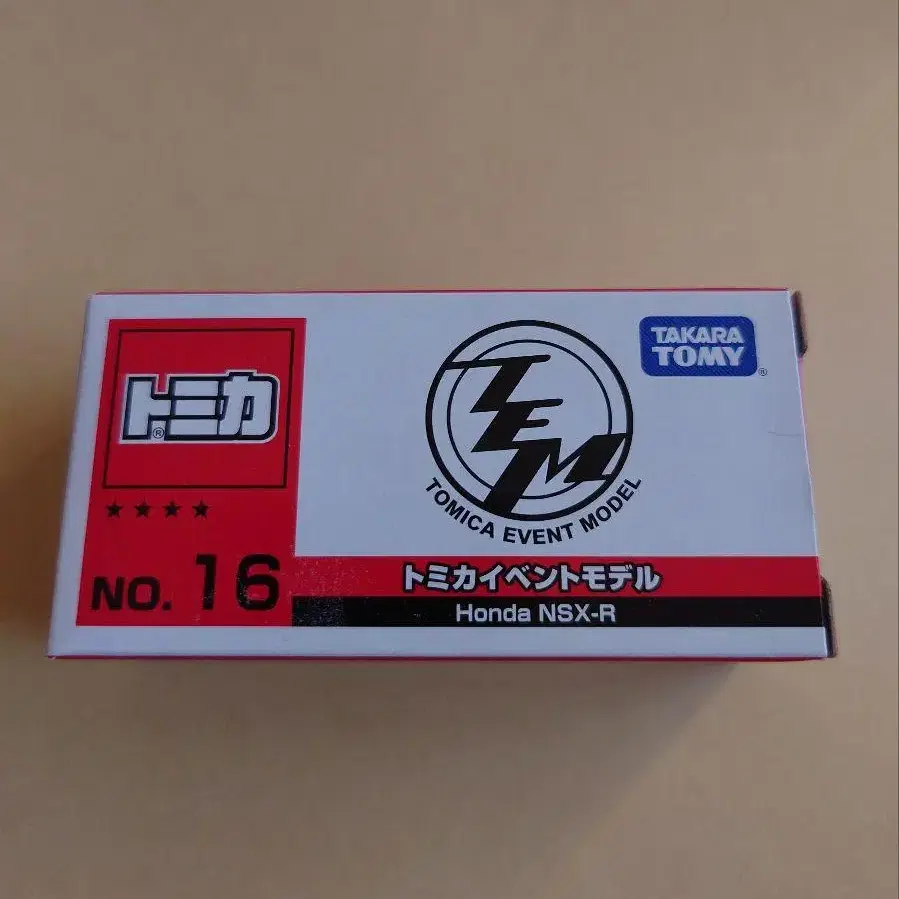 トミカ®
★★★★
NO. 16
TEM
TOMICA EVENT MODEL
TAKARA
TOMY®
トミカイベントモデル
Honda NSX-R